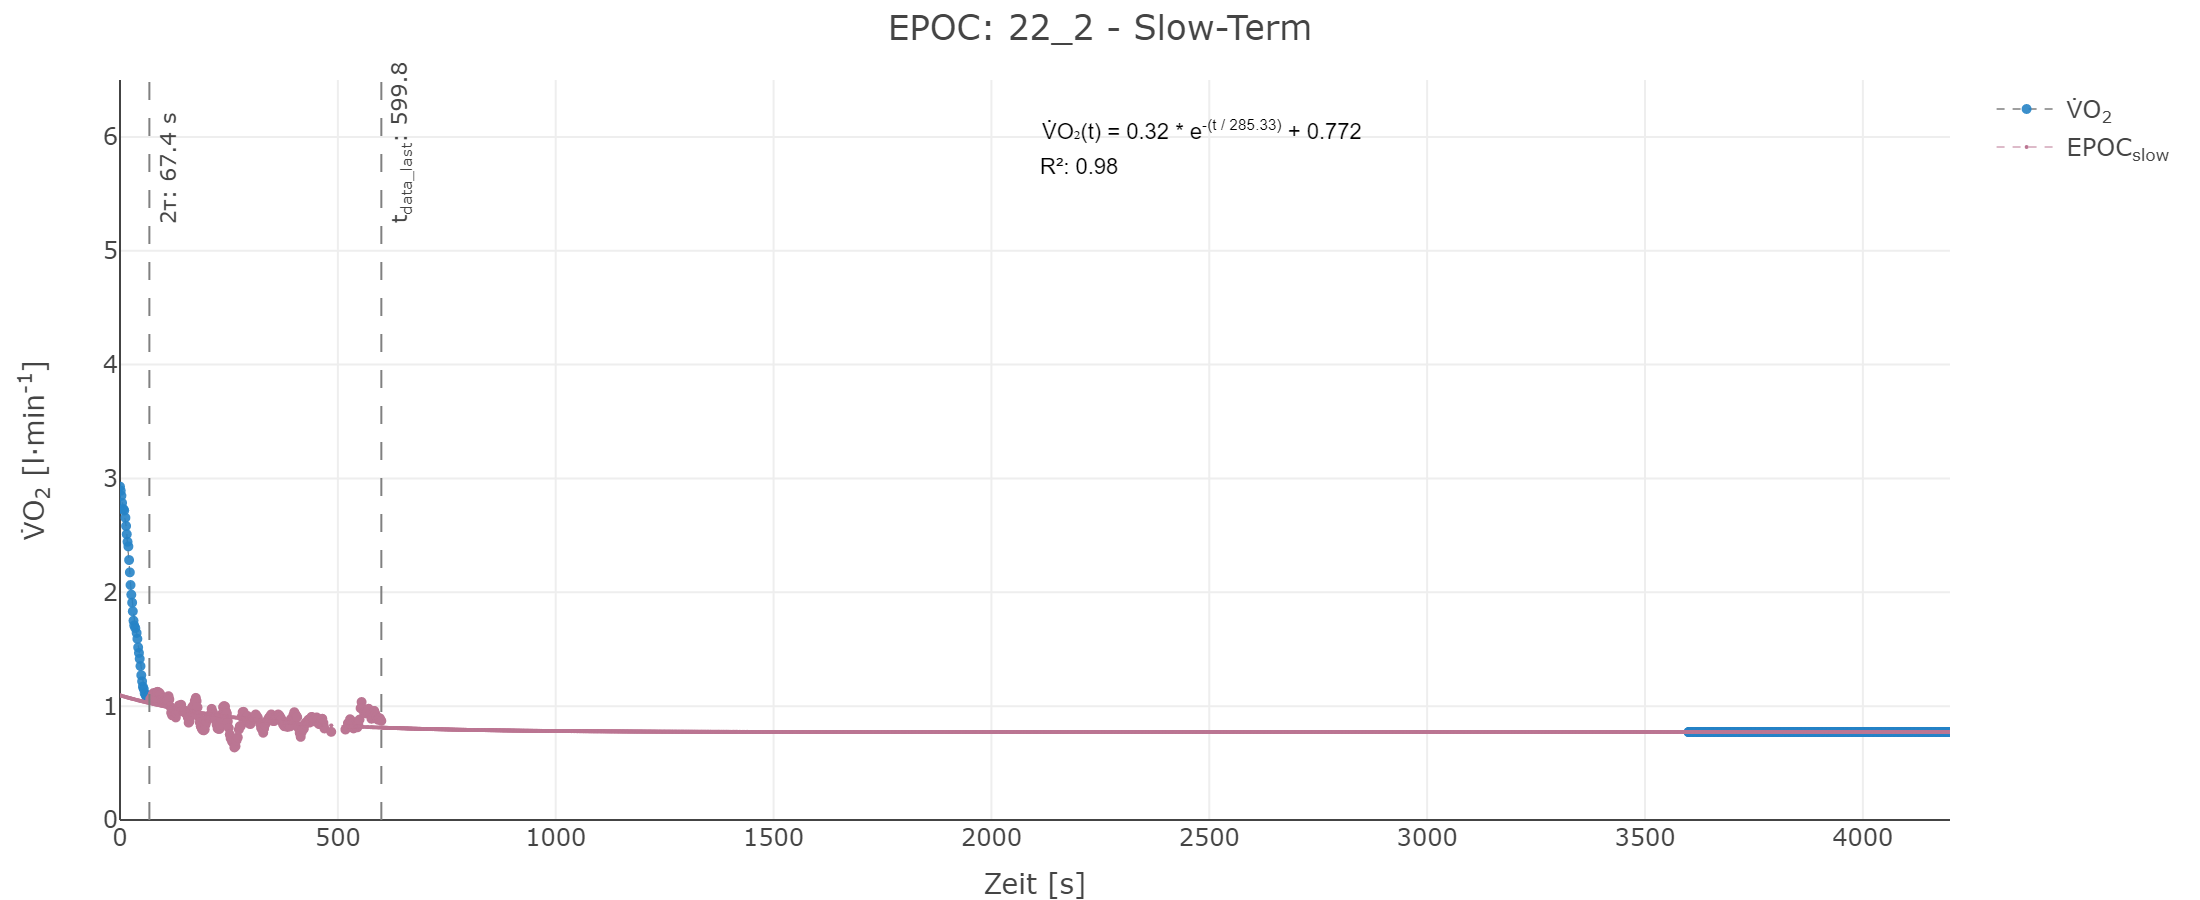 EPOC: 22_2 - Slow-Term
V̇O₂(t) = 0.32 * e^-(t / 285.33) + 0.772
R²: 0.98
V̇O₂
EPOC_slow
2τ: 67.4 s
t_data_last: 599.8
V̇O₂ [l·min⁻¹]
6
5
4
3
2
1
0
0 500 1000 1500 2000 2500 3000 3500 4000
Zeit [s]